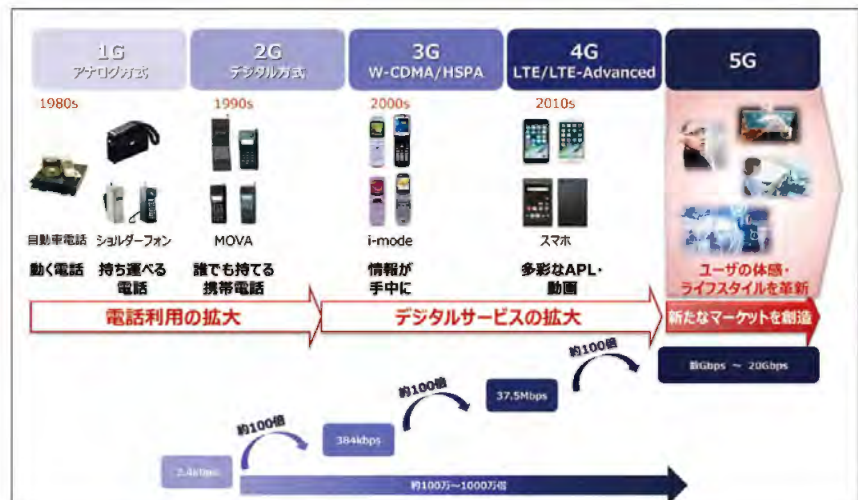 1G
アナログ方式
2G
デジタル方式
3G
W-CDMA/HSPA
4G
LTE/LTE-Advanced
5G
1980s
1990s
2000s
2010s
自動車電話
ショルダーフォン
MOVA
i-mode
スマホ
動く電話
持ち運べる
電話
誰でも持てる
携帯電話
情報が
手中に
多彩なAPL・
動画
ユーザの体感・
ライフスタイルを革新
電話利用の拡大
デジタルサービスの拡大
新たなマーケットを創造
約100倍
約100倍
約100倍
数Gbps ～ 20Gbps
37.5Mbps
384kbps
2.4kbps
約100万～1000万倍